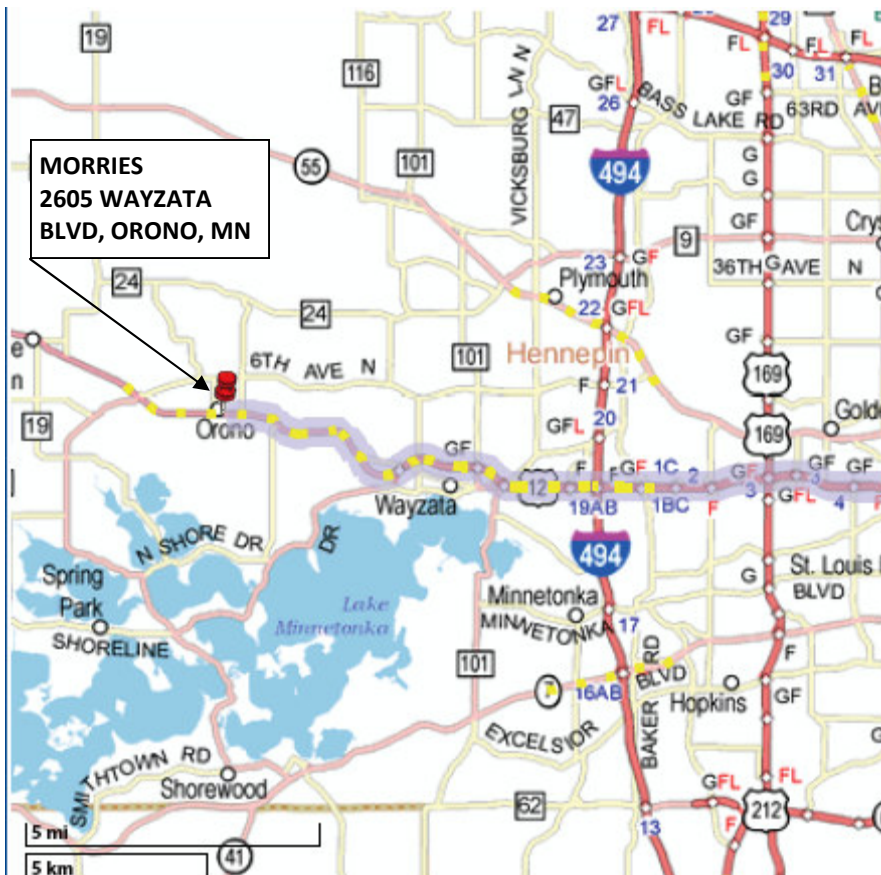 27
FL
29
FL
FL
FL
19
116
VICKSBURG LN N
GFL
26
BASS LAKE RD
30
31
GF
63RD AVE
47
55
101
494
G
G
MORRIES
2605 WAYZATA
BLVD, ORONO, MN
GF
9
23
GF
36TH AVE N
G
24
Plymouth
22
GFL
24
Hennepin
GF
101
6TH AVE N
F
21
169
19
Orono
GFL
20
169
GF
F
F
GF
1C
2
GF
3
GF
GF
Wayzata
12
19AB
1BC
F
3
GFL
4
F
494
N SHORE DR
DR
Spring
Park
Lake
Minnetonka
Minnetonka
G
St. Louis
BLVD
SHORELINE
MINNETONKA
BLVD
17
101
7
16AB
BAKER RD
F
Hopkins
GF
EXCELSIOR
SMITHTOWN RD
Shorewood
GFL
FL
62
13
F
212
5 mi
41
5 km